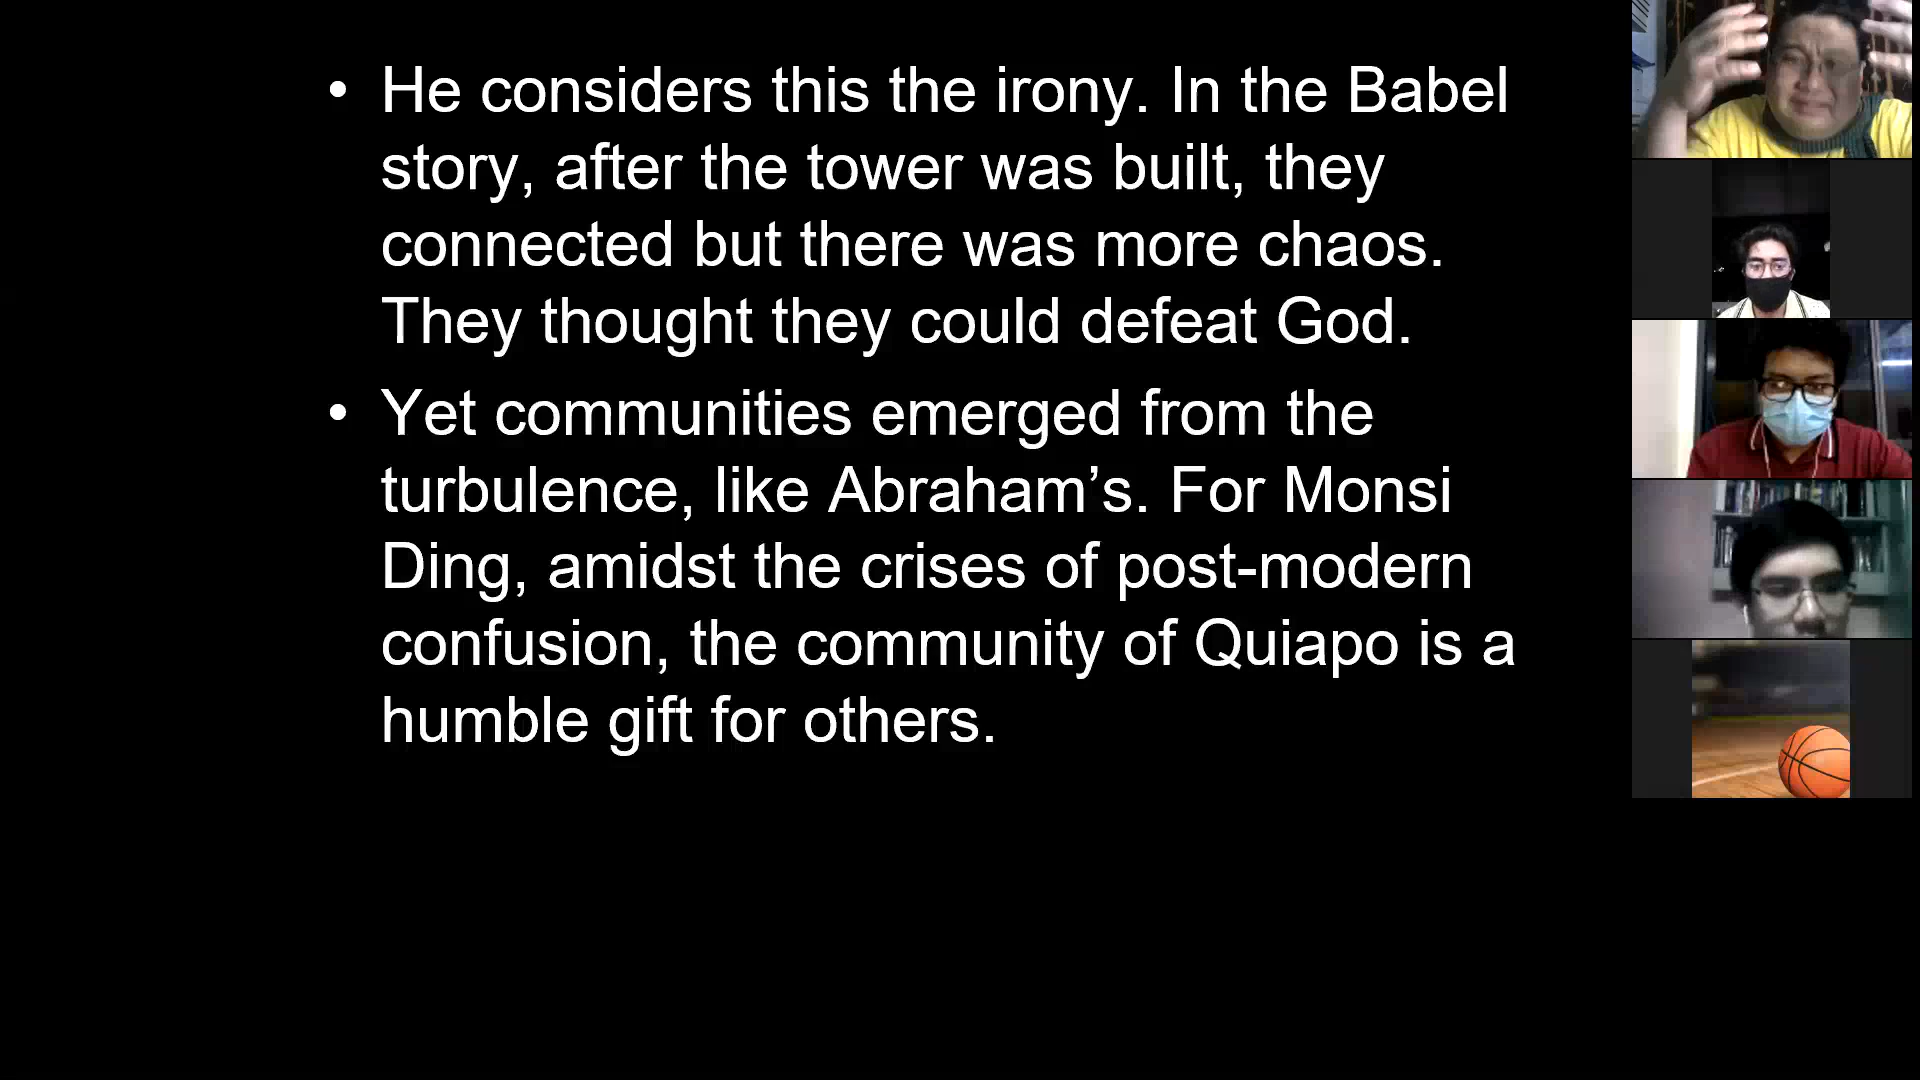 • He considers this the irony. In the Babel
story, after the tower was built, they
connected but there was more chaos.
They thought they could defeat God.
• Yet communities emerged from the
turbulence, like Abraham’s. For Monsi
Ding, amidst the crises of post-modern
confusion, the community of Quiapo is a
humble gift for others.